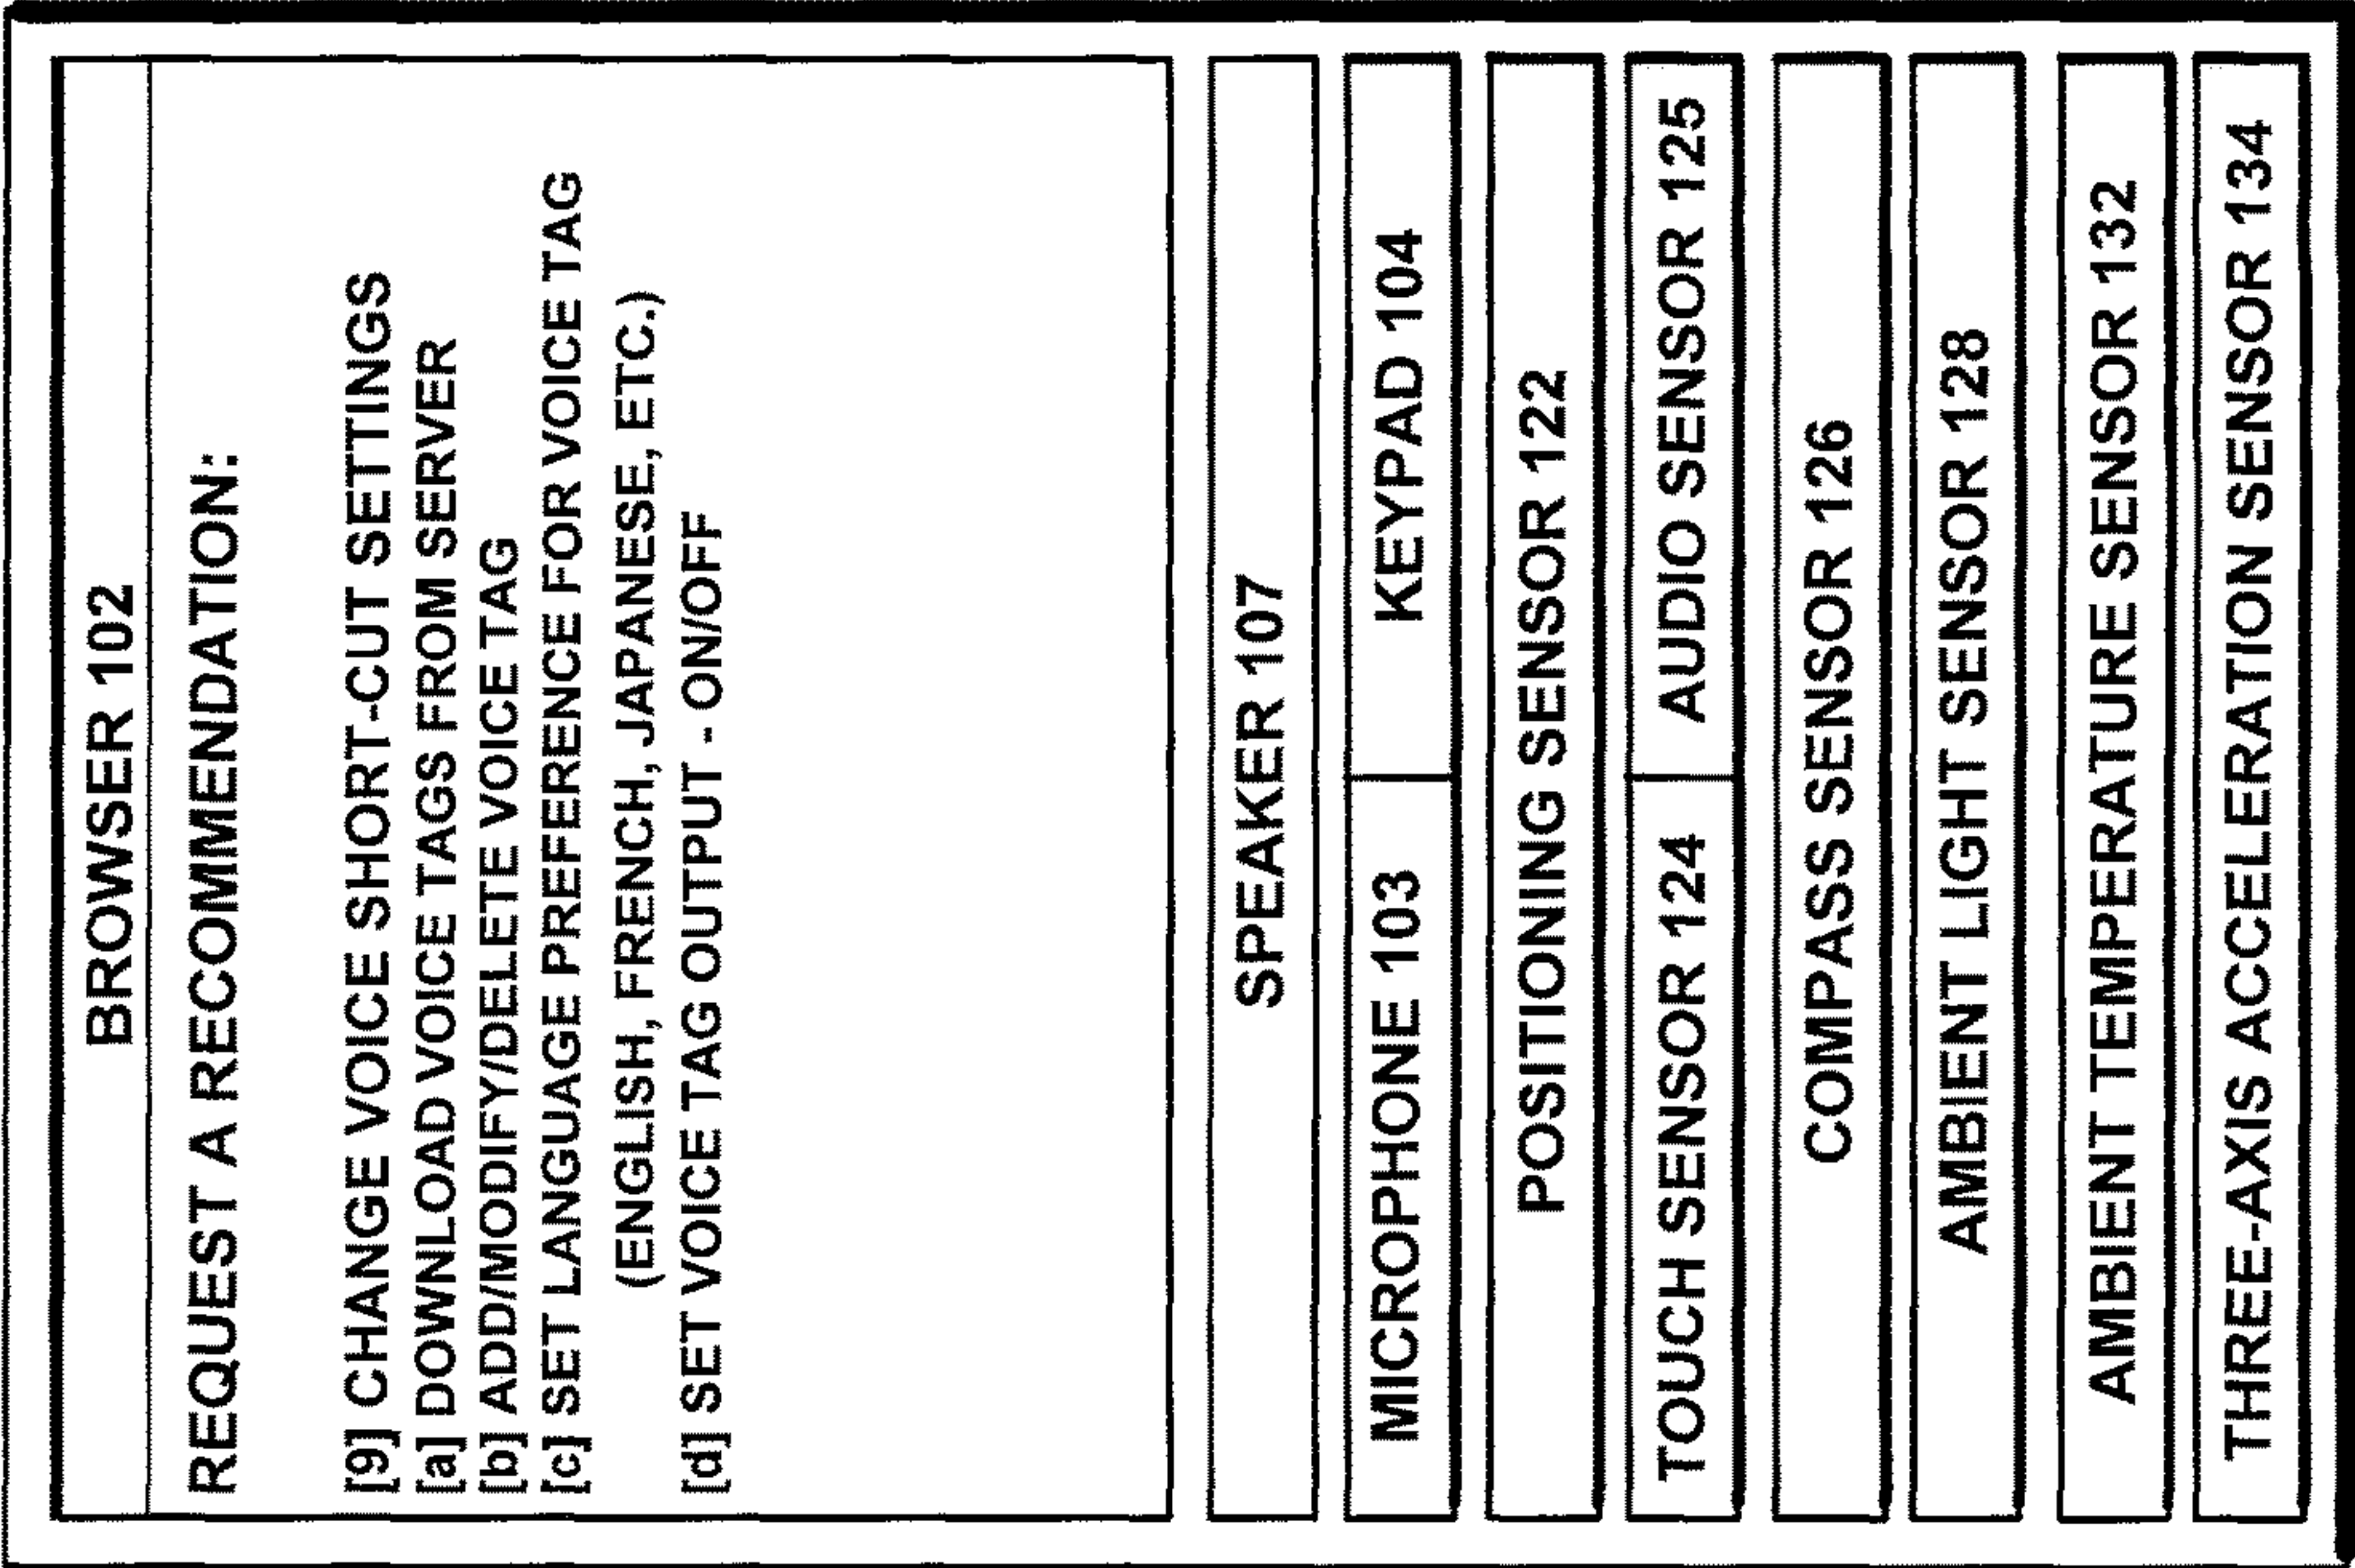 BROWSER 102
REQUEST A RECOMMENDATION:
[9] CHANGE VOICE SHORT-CUT SETTINGS
[a] DOWNLOAD VOICE TAGS FROM SERVER
[b] ADD/MODIFY/DELETE VOICE TAG
[c] SET LANGUAGE PREFERENCE FOR VOICE TAG
(ENGLISH, FRENCH, JAPANESE, ETC.)
[d] SET VOICE TAG OUTPUT - ON/OFF
SPEAKER 107
MICROPHONE 103 KEYPAD 104
POSITIONING SENSOR 122
TOUCH SENSOR 124 AUDIO SENSOR 125
COMPASS SENSOR 126
AMBIENT LIGHT SENSOR 128
AMBIENT TEMPERATURE SENSOR 132
THREE-AXIS ACCELERATION SENSOR 134